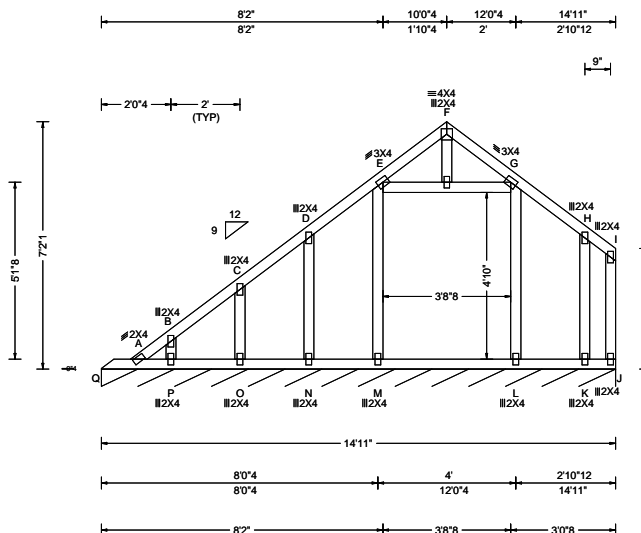 8'2" 10'0"4 12'0"4 14'11"
8'2" 1'10"4 2' 2'10"12
9"
2'0"4 2'
(TYP)
≡4X4
|||2X4
F
3X4 3X4
E G
|||2X4 |||2X4
D H
|||2X4
I
12
9
|||2X4
C
7'2"1
5'1"8
4'10"
3'8"8
|||2X4
B
2X4
A
Q J
P O N M L K
|||2X4 |||2X4 |||2X4 |||2X4 |||2X4 |||2X4 |||2X4
14'11"
8'0"4 4' 2'10"12
8'0"4 12'0"4 14'11"
8'2" 3'8"8 3'0"8